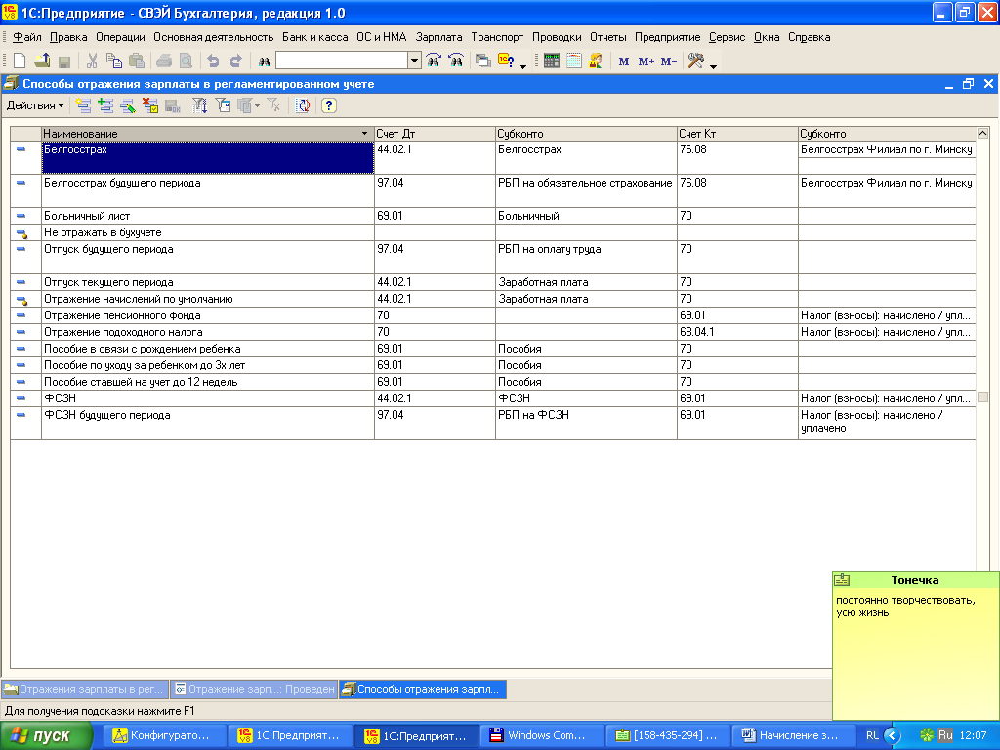 1С:Предприятие - СВЭЙ Бухгалтерия, редакция 1.0
Файл Правка Операции Основная деятельность Банк и касса ОС и НМА Зарплата Транспорт Проводки Отчеты Предприятие Сервис Окна Справка
M M+ M-
Способы отражения зарплаты в регламентированном учете
Действия
Наименование Счет Дт Субконто Счет Кт Субконто
Белгосстрах 44.02.1 Белгосстрах 76.08 Белгосстрах Филиал по г. Минску
Белгосстрах будущего периода 97.04 РБП на обязательное страхование 76.08 Белгосстрах Филиал по г. Минску
Больничный лист 69.01 Больничный 70
Не отражать в бухучете
Отпуск будущего периода 97.04 РБП на оплату труда 70
Отпуск текущего периода 44.02.1 Заработная плата 70
Отражение начислений по умолчанию 44.02.1 Заработная плата 70
Отражение пенсионного фонда 70 69.01 Налог (взносы): начислено / упл...
Отражение подоходного налога 70 68.04.1 Налог (взносы): начислено / упл...
Пособие в связи с рождением ребенка 69.01 Пособия 70
Пособие по уходу за ребенком до 3х лет 69.01 Пособия 70
Пособие ставшей на учет до 12 недель 69.01 Пособия 70
ФСЗН 44.02.1 ФСЗН 69.01 Налог (взносы): начислено / упл...
ФСЗН будущего периода 97.04 РБП на ФСЗН 69.01 Налог (взносы): начислено /
уплачено
Тонечка
постоянно творчествовать,
усю жизнь
Отражения зарплаты в рег... Отражение зарп...: Проведен Способы отражения зарпл...
Для получения подсказки нажмите F1
пуск Конфигурато... 1С:Предприят... 1С:Предприят... Windows Com... [158-435-294] ... Начисление з... RL Ru 12:07